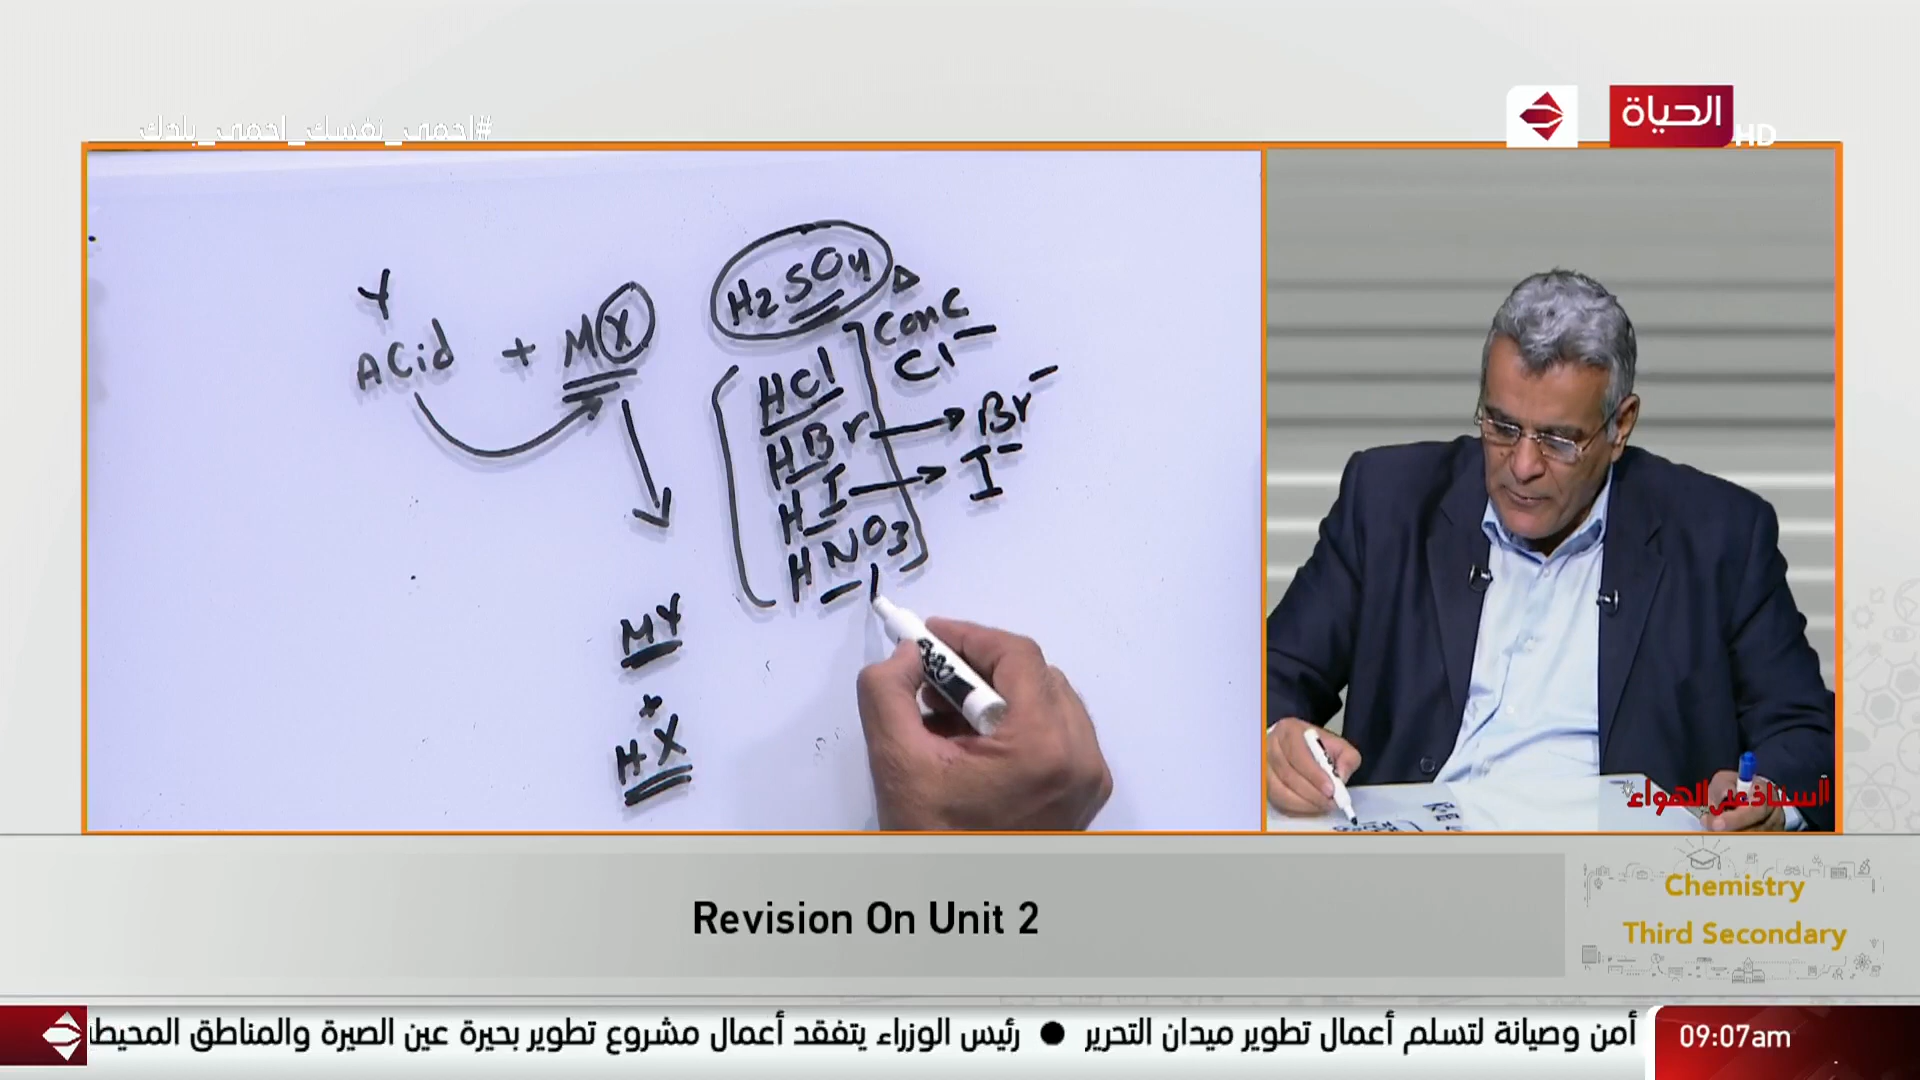 #احمي_نفسك_احمي_بلدك
الحياة
HD
Y
Acid + MX
MY
+
HX
H2SO4 Δ
Conc
HCl Cl-
HBr → Br-
HI → I-
HNO3
أستاذ عبر الهواء
Revision On Unit 2
Chemistry
Third Secondary
أمن وصيانة لتسلم أعمال تطوير ميدان التحرير ● رئيس الوزراء يتفقد أعمال مشروع تطوير بحيرة عين الصيرة والمناطق المحيطة
09:07am